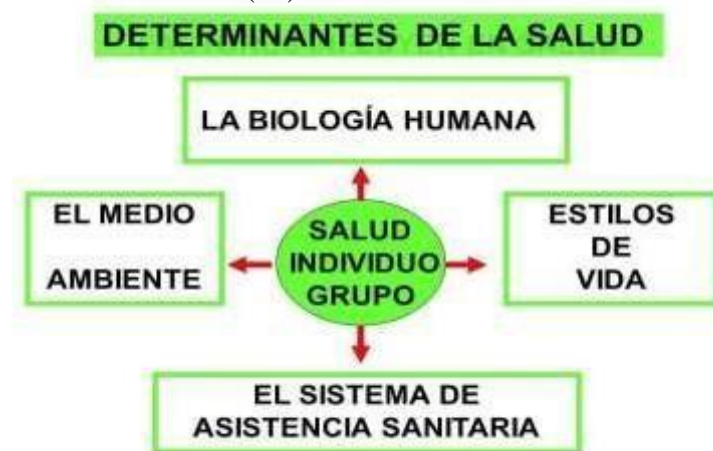 DETERMINANTES DE LA SALUD
LA BIOLOGÍA HUMANA
EL MEDIO
AMBIENTE
SALUD
INDIVIDUO
GRUPO
ESTILOS
DE
VIDA
EL SISTEMA DE
ASISTENCIA SANITARIA